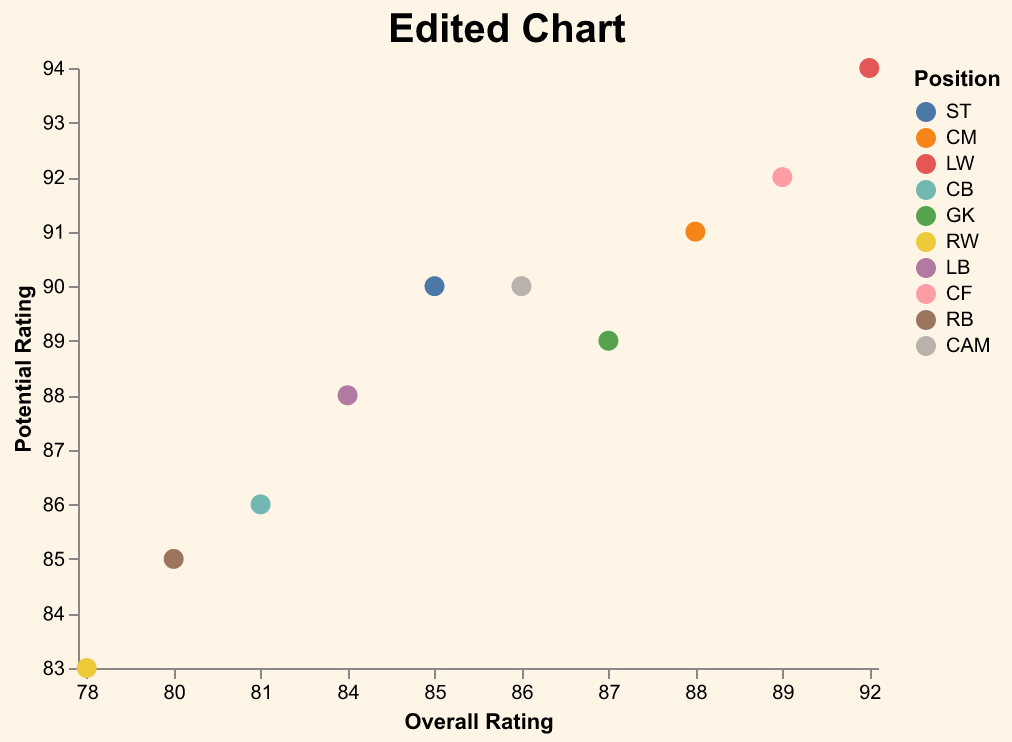 Edited Chart
94
93
92
91
90
89
88
87
86
85
84
83
Potential Rating
78 80 81 84 85 86 87 88 89 92
Overall Rating
Position
ST
CM
LW
CB
GK
RW
LB
CF
RB
CAM